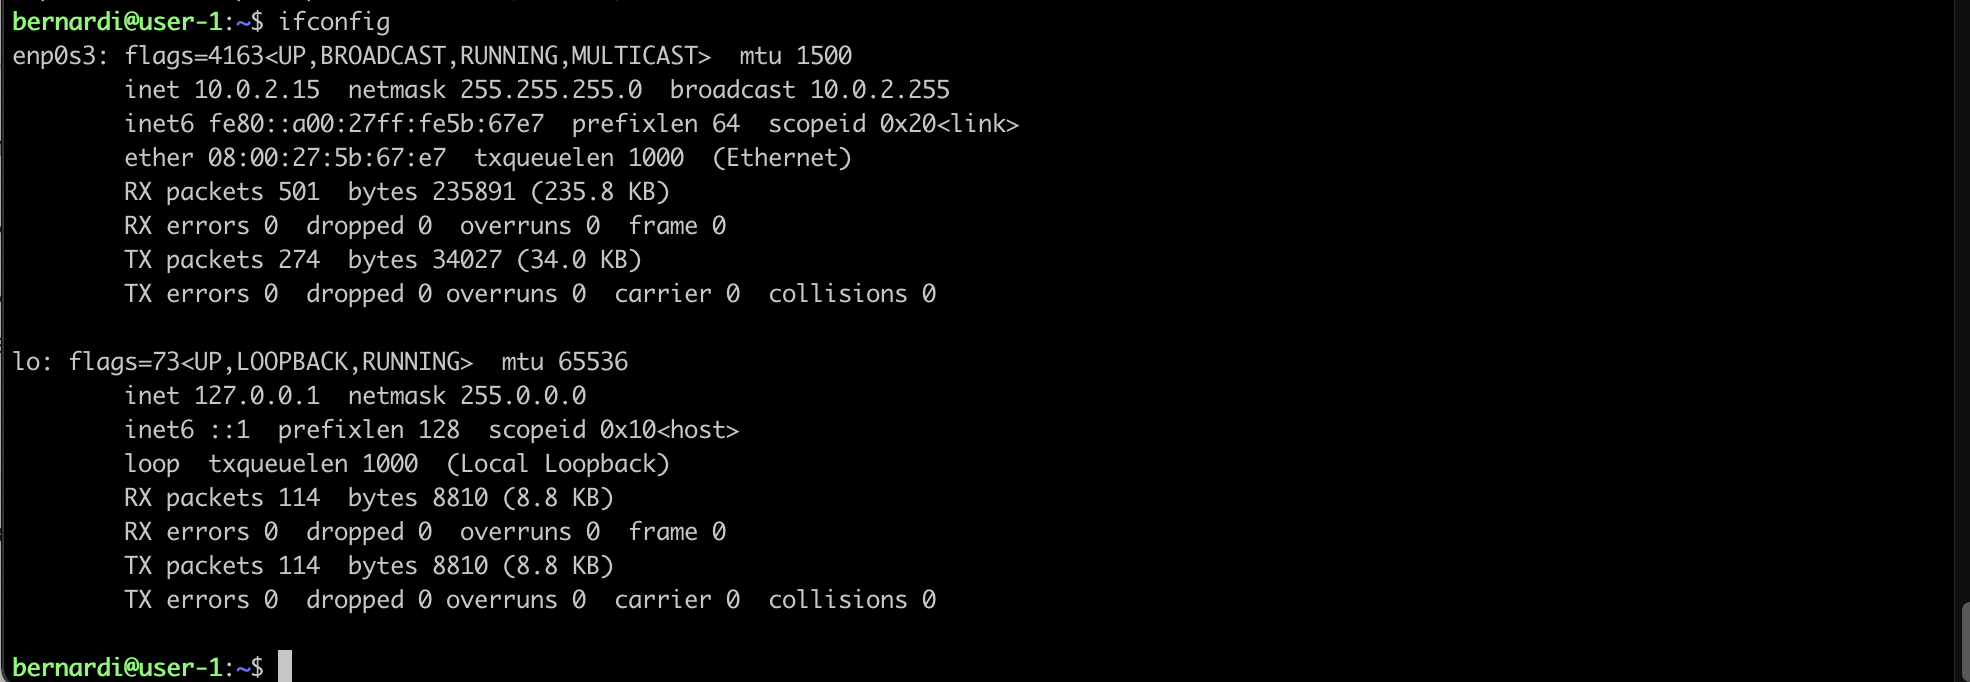 bernardi@user-1:~$ ifconfig
enp0s3: flags=4163<UP,BROADCAST,RUNNING,MULTICAST>  mtu 1500
        inet 10.0.2.15  netmask 255.255.255.0  broadcast 10.0.2.255
        inet6 fe80::a00:27ff:fe5b:67e7  prefixlen 64  scopeid 0x20<link>
        ether 08:00:27:5b:67:e7  txqueuelen 1000  (Ethernet)
        RX packets 501  bytes 235891 (235.8 KB)
        RX errors 0  dropped 0  overruns 0  frame 0
        TX packets 274  bytes 34027 (34.0 KB)
        TX errors 0  dropped 0 overruns 0  carrier 0  collisions 0

lo: flags=73<UP,LOOPBACK,RUNNING>  mtu 65536
        inet 127.0.0.1  netmask 255.0.0.0
        inet6 ::1  prefixlen 128  scopeid 0x10<host>
        loop  txqueuelen 1000  (Local Loopback)
        RX packets 114  bytes 8810 (8.8 KB)
        RX errors 0  dropped 0  overruns 0  frame 0
        TX packets 114  bytes 8810 (8.8 KB)
        TX errors 0  dropped 0 overruns 0  carrier 0  collisions 0

bernardi@user-1:~$